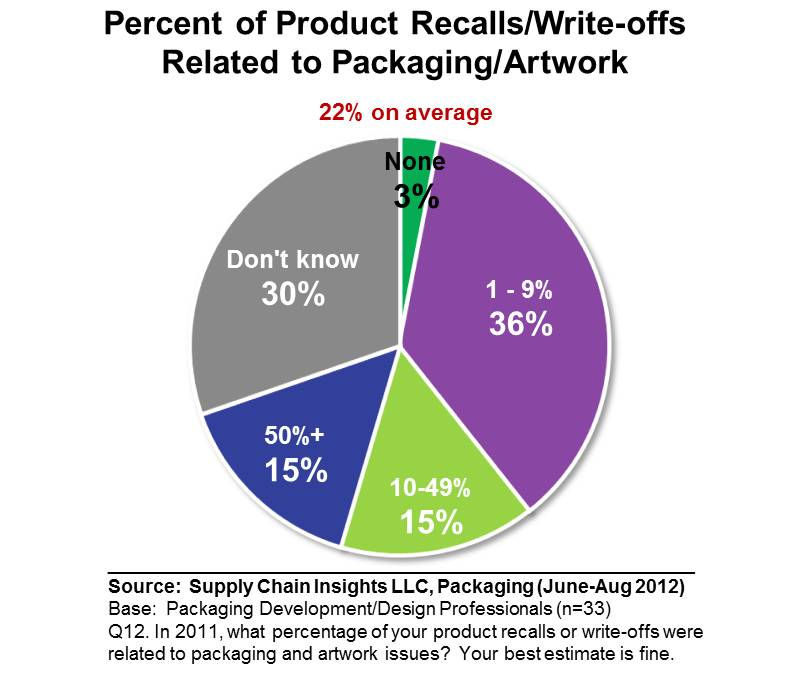 Percent of Product Recalls/Write-offs
Related to Packaging/Artwork
22% on average
None
3%
1 - 9%
36%
10-49%
15%
50%+
15%
Don't know
30%
Source:  Supply Chain Insights LLC, Packaging (June-Aug 2012)
Base:  Packaging Development/Design Professionals (n=33)
Q12. In 2011, what percentage of your product recalls or write-offs were
related to packaging and artwork issues?  Your best estimate is fine.